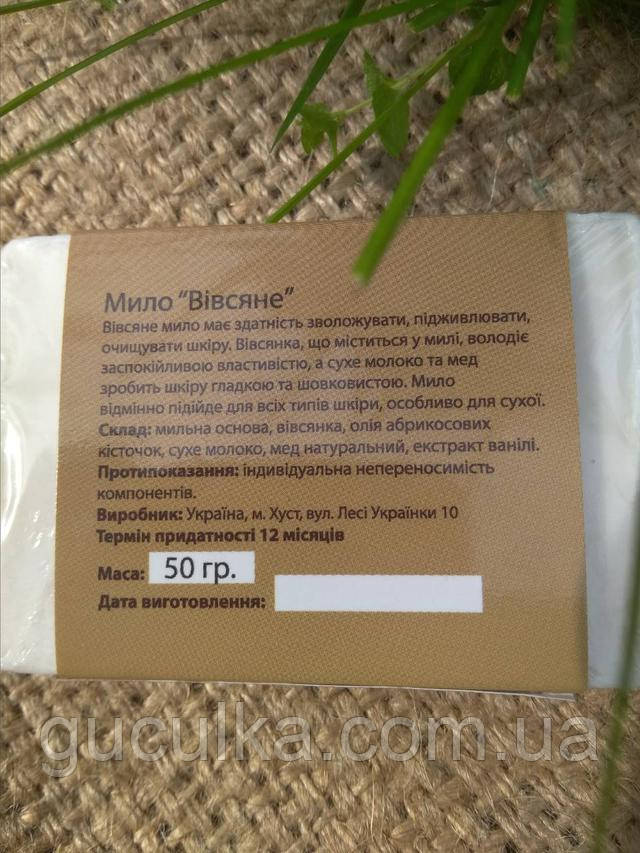 Мило "Вівсяне"
Вівсяне мило має здатність зволожувати, підживлювати,
очищувати шкіру. Вівсянка, що міститься у милі, володіє
заспокійливою властивістю, а сухе молоко та мед
зробить шкіру гладкою та шовковистою. Мило
відмінно підійде для всіх типів шкіри, особливо для сухої.
Склад: мильна основа, вівсянка, олія абрикосових
кісточок, сухе молоко, мед натуральний, екстракт ванілі.
Протипоказання: індивідуальна непереносимість
компонентів.
Виробник: Україна, м. Хуст, вул. Лесі Українки 10
Термін придатності 12 місяців
Маса: 50 гр.
Дата виготовлення:
guculka.com.ua